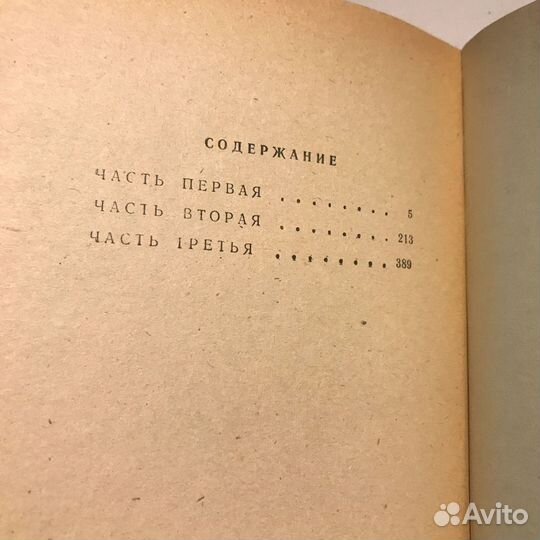 СОДЕРЖАНИЕ
ЧАСТЬ ПЕРВАЯ . . . . . . . . 5
ЧАСТЬ ВТОРАЯ . . . . . . . . 213
ЧАСТЬ ТРЕТЬЯ . . . . . . . . 389
Avito